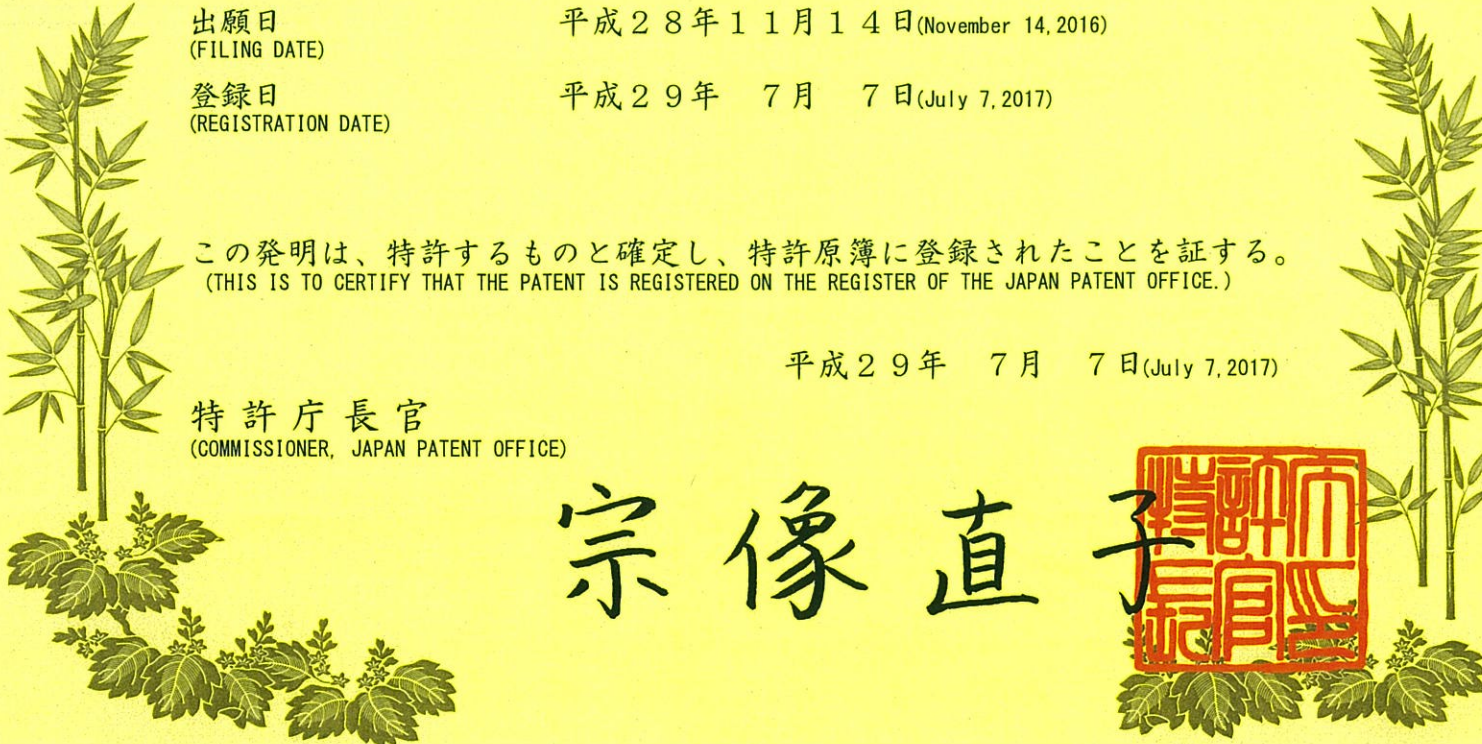 出願日 平成２８年１１月１４日(November 14,2016)
(FILING DATE)
登録日 平成２９年　７月　７日(July 7,2017)
(REGISTRATION DATE)
この発明は、特許するものと確定し、特許原簿に登録されたことを証する。
(THIS IS TO CERTIFY THAT THE PATENT IS REGISTERED ON THE REGISTER OF THE JAPAN PATENT OFFICE.)
平成２９年　７月　７日(July 7,2017)
特許庁長官
(COMMISSIONER, JAPAN PATENT OFFICE)
宗像直子